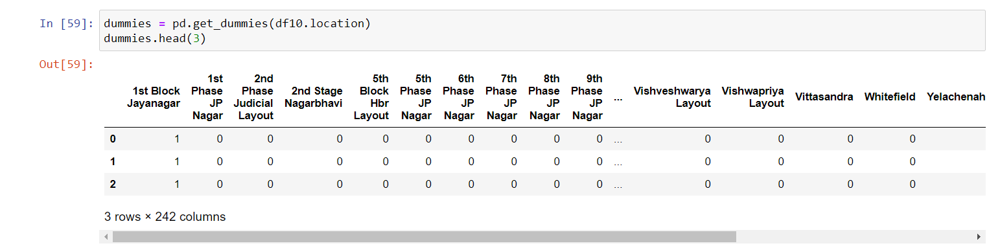 In [59]: dummies = pd.get_dummies(df10.location)
dummies.head(3)
Out[59]:
1st Block Jayanagar 1st Phase JP Nagar 2nd Phase Judicial Layout 2nd Stage Nagarbhavi 5th Block Hbr Layout 5th Phase JP Nagar 6th Phase JP Nagar 7th Phase JP Nagar 8th Phase JP Nagar 9th Phase JP Nagar ... Vishveshwarya Layout Vishwapriya Layout Vittasandra Whitefield Yelachenah
0 1 0 0 0 0 0 0 0 0 0 ... 0 0 0 0
1 1 0 0 0 0 0 0 0 0 0 ... 0 0 0 0
2 1 0 0 0 0 0 0 0 0 0 ... 0 0 0 0
3 rows × 242 columns